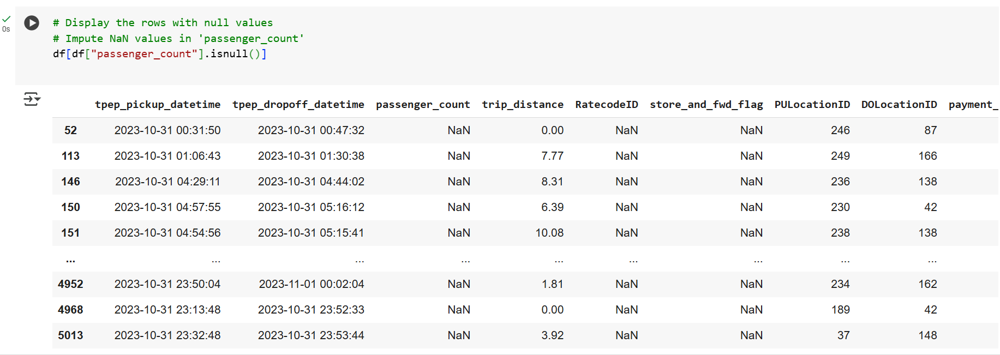 # Display the rows with null values
# Impute NaN values in 'passenger_count'
0s
df[df["passenger_count"].isnull()]
tpep_pickup_datetime tpep_dropoff_datetime passenger_count trip_distance RatecodeID store_and_fwd_flag PULocationID DOLocationID payment_
52 2023-10-31 00:31:50 2023-10-31 00:47:32 NaN 0.00 NaN NaN 246 87
113 2023-10-31 01:06:43 2023-10-31 01:30:38 NaN 7.77 NaN NaN 249 166
146 2023-10-31 04:29:11 2023-10-31 04:44:02 NaN 8.31 NaN NaN 236 138
150 2023-10-31 04:57:55 2023-10-31 05:16:12 NaN 6.39 NaN NaN 230 42
151 2023-10-31 04:54:56 2023-10-31 05:15:41 NaN 10.08 NaN NaN 238 138
... ... ... ... ... ... ... ... ...
4952 2023-10-31 23:50:04 2023-11-01 00:02:04 NaN 1.81 NaN NaN 234 162
4968 2023-10-31 23:13:48 2023-10-31 23:52:33 NaN 0.00 NaN NaN 189 42
5013 2023-10-31 23:32:48 2023-10-31 23:53:44 NaN 3.92 NaN NaN 37 148